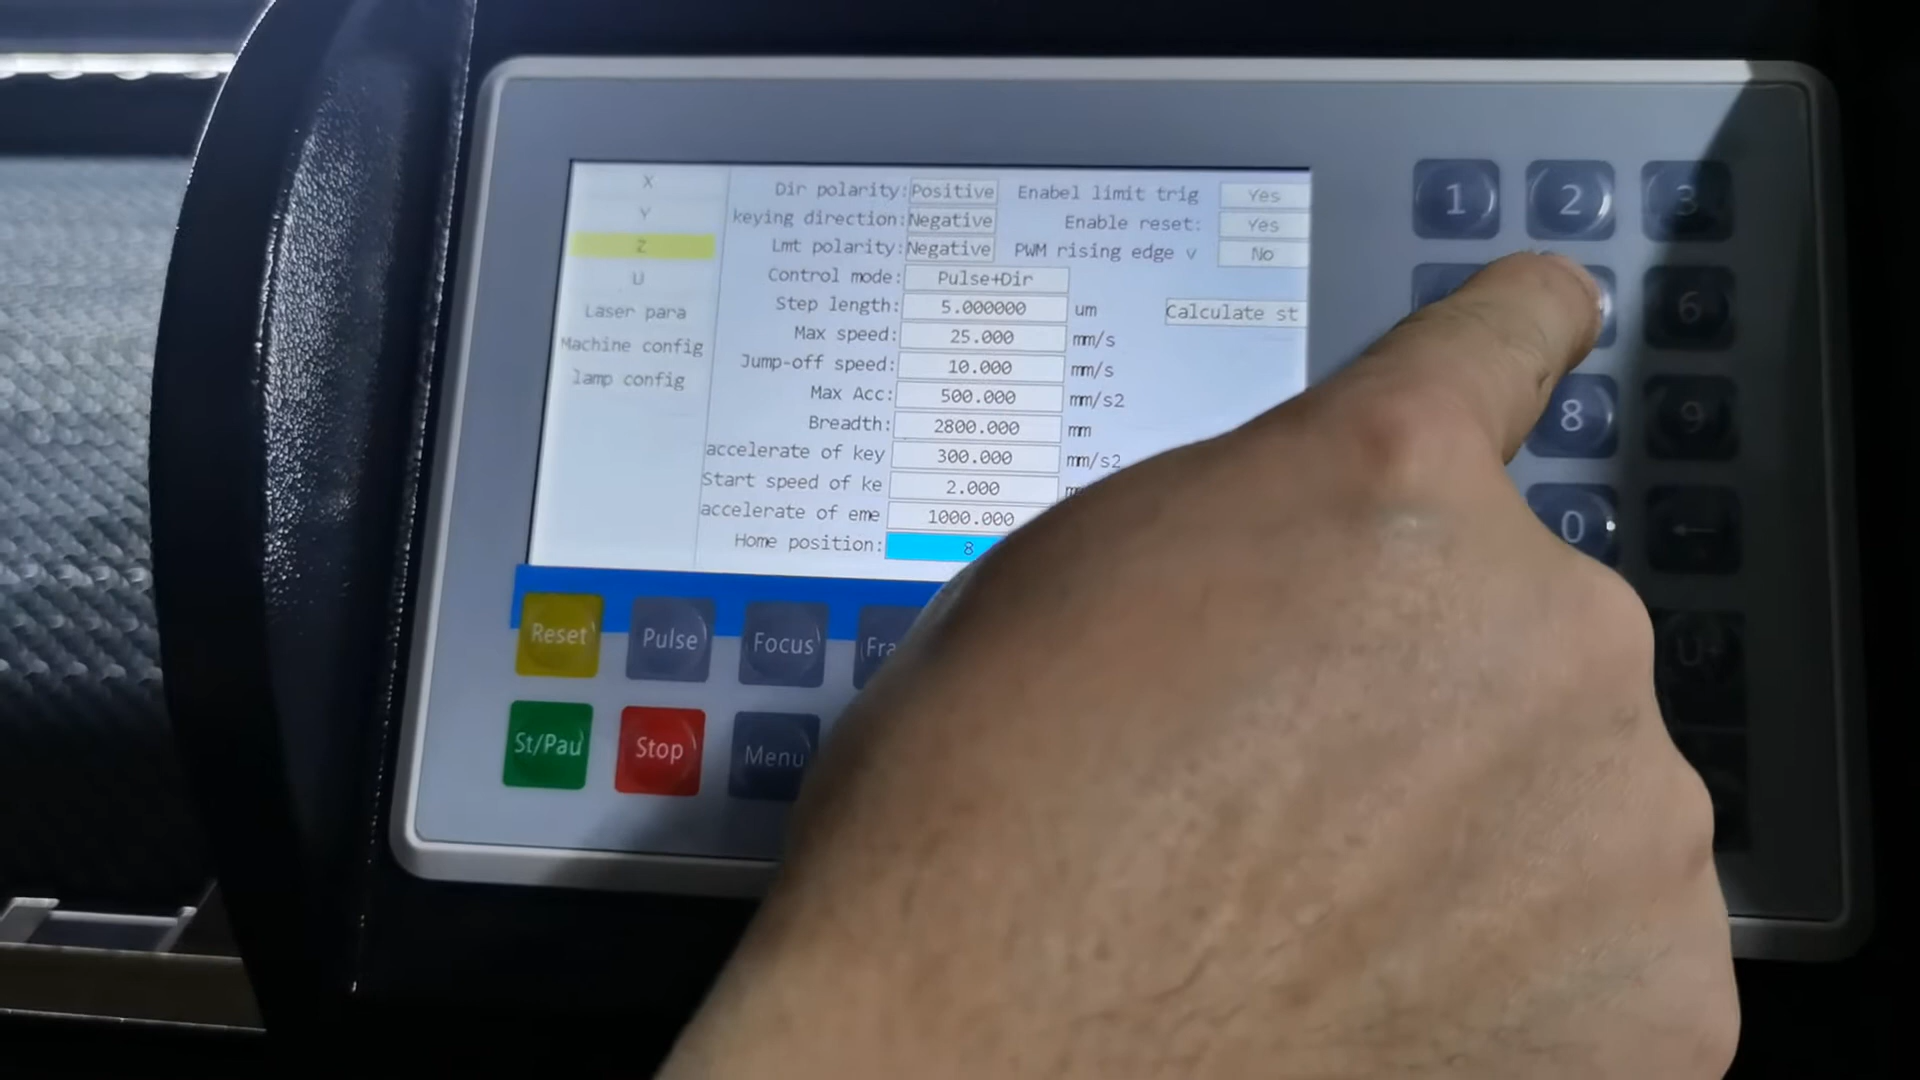 X
Y
Z
U
Laser para
Machine config
lamp config
Dir polarity: Positive Enabel limit trig Yes
keying direction: Negative Enable reset: Yes
Lmt polarity: Negative PWM rising edge v No
Control mode: Pulse+Dir
Step length: 5.000000 um Calculate st
Max speed: 25.000 mm/s
Jump-off speed: 10.000 mm/s
Max Acc: 500.000 mm/s2
Breadth: 2800.000 mm
accelerate of key 300.000 mm/s2
Start speed of ke 2.000
accelerate of eme 1000.000
Home position: 8
Reset Pulse Focus Fra
St/Pau Stop Menu
1 2 3
6
8 9
0 ←
U+